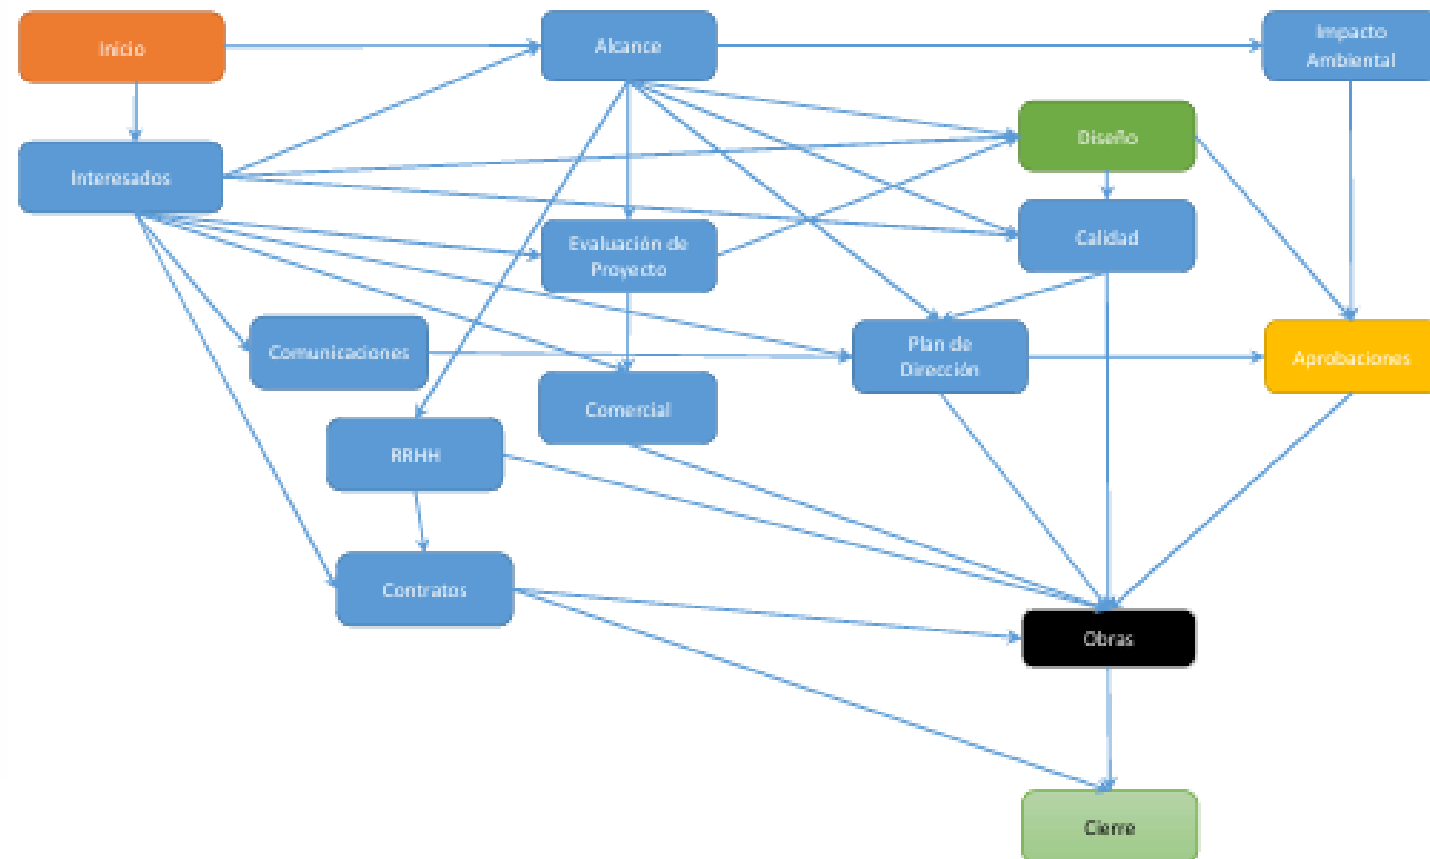 Inicio
Alcance
Impacto
Ambiental
Diseño
Interesados
Calidad
Evaluación de
Proyecto
Comunicaciones
Plan de
Dirección
Aprobaciones
Comercial
RRHH
Contratos
Obras
Cierre